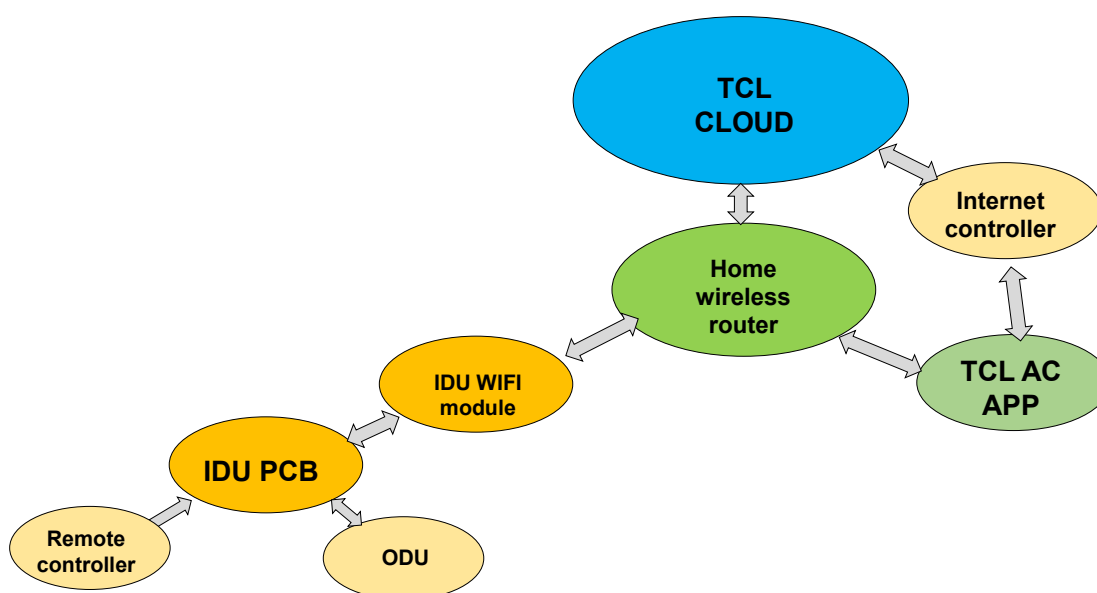 TCL
CLOUD
Internet
controller
Home
wireless
router
IDU WIFI
module
TCL AC
APP
IDU PCB
Remote
controller
ODU